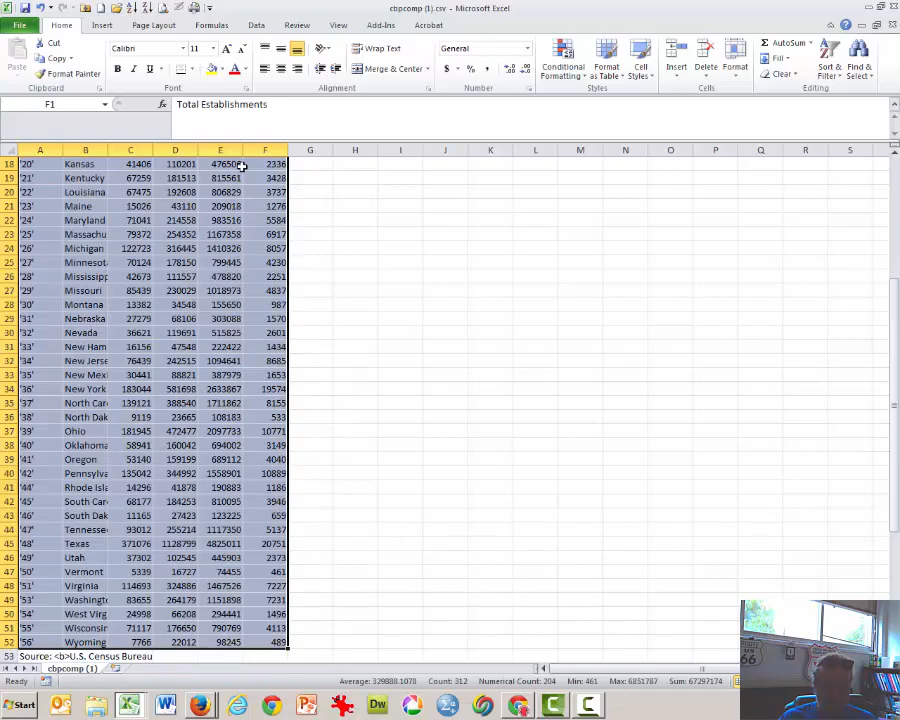 cbpcomp (1).csv - Microsoft Excel
File Home Insert Page Layout Formulas Data Review View Add-Ins Acrobat
Cut Calibri 11 Wrap Text General AutoSum
Copy
Paste Format Painter Merge & Center Conditional Formatting Format as Table Cell Styles Insert Delete Format Fill Clear Sort & Filter Find & Select
Clipboard Font Alignment Number Styles Cells Editing
F1 fx Total Establishments
A B C D E F G H I J K L M N O P Q R S
18 '20' Kansas 41406 110201 476506 2336
19 '21' Kentucky 67259 181513 815561 3428
20 '22' Louisiana 67475 192608 806829 3737
21 '23' Maine 15026 43110 209018 1276
22 '24' Maryland 71041 214558 983516 5584
23 '25' Massachu 79372 254352 1167358 6917
24 '26' Michigan 122723 316445 1410326 8057
25 '27' Minnesot 70124 178150 799445 4230
26 '28' Mississip 42673 111557 478820 2251
27 '29' Missouri 85439 230029 1018973 4837
28 '30' Montana 13382 34548 155650 987
29 '31' Nebraska 27279 68106 303088 1570
30 '32' Nevada 36621 119691 515825 2601
31 '33' New Ham 16156 47548 222422 1434
32 '34' New Jerse 76439 242515 1094641 8685
33 '35' New Mexi 30441 88821 387979 1653
34 '36' New York 183044 581698 2633867 19574
35 '37' North Car 139121 388540 1711862 8155
36 '38' North Dak 9119 23665 108183 533
37 '39' Ohio 181945 472477 2097733 10771
38 '40' Oklahoma 58941 160042 694002 3149
39 '41' Oregon 53140 159199 689112 4040
40 '42' Pennsylva 135042 344992 1558901 10889
41 '44' Rhode Isla 14296 41878 190883 1186
42 '45' South Car 68177 184253 810095 3946
43 '46' South Dak 11165 27423 123225 659
44 '47' Tennesse 93012 255214 1117350 5137
45 '48' Texas 371076 1128799 4825011 20751
46 '49' Utah 37302 102545 445903 2373
47 '50' Vermont 5339 16727 74455 461
48 '51' Virginia 114693 324886 1467526 7227
49 '53' Washingt 83655 264179 1151898 7231
50 '54' West Virg 24998 66208 294441 1496
51 '55' Wisconsin 71117 176650 790769 4113
52 '56' Wyoming 7766 22012 98245 489
53 Source: <b>U.S. Census Bureau
cbpcomp (1)
Ready Average: 329888.1078 Count: 312 Numerical Count: 204 Min: 461 Max: 6851787 Sum: 67297174
Start
ROUTE
66